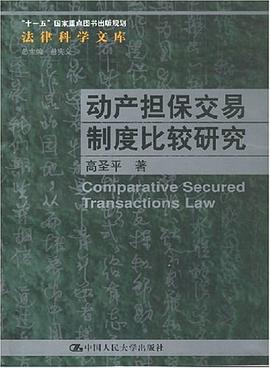 “十一五”国家重点图书出版规划
法律科学文库
总主编 曾宪义
动产担保交易
制度比较研究
高圣平 著
Comparative Secured
Transactions Law
中国人民大学出版社